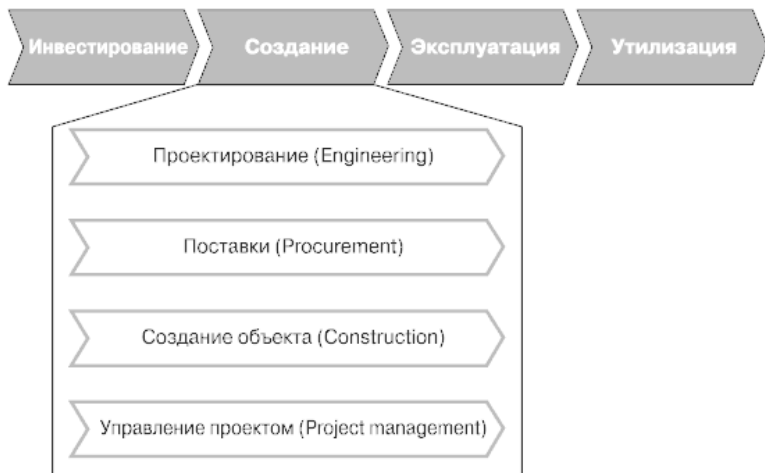 Инвестирование
Создание
Эксплуатация
Утилизация
Проектирование (Engineering)
Поставки (Procurement)
Создание объекта (Construction)
Управление проектом (Project management)